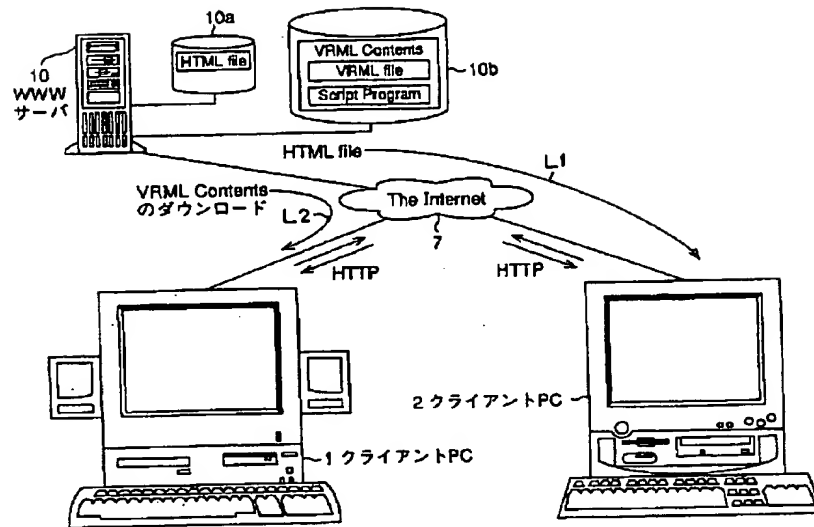 10a
HTML file
10
WWW
サーバ
VRML Contents
VRML file
Script Program
10b
HTML file
L1
VRML Contents
のダウンロード
L2
The Internet
7
HTTP
HTTP
2 クライアントPC
1 クライアントPC